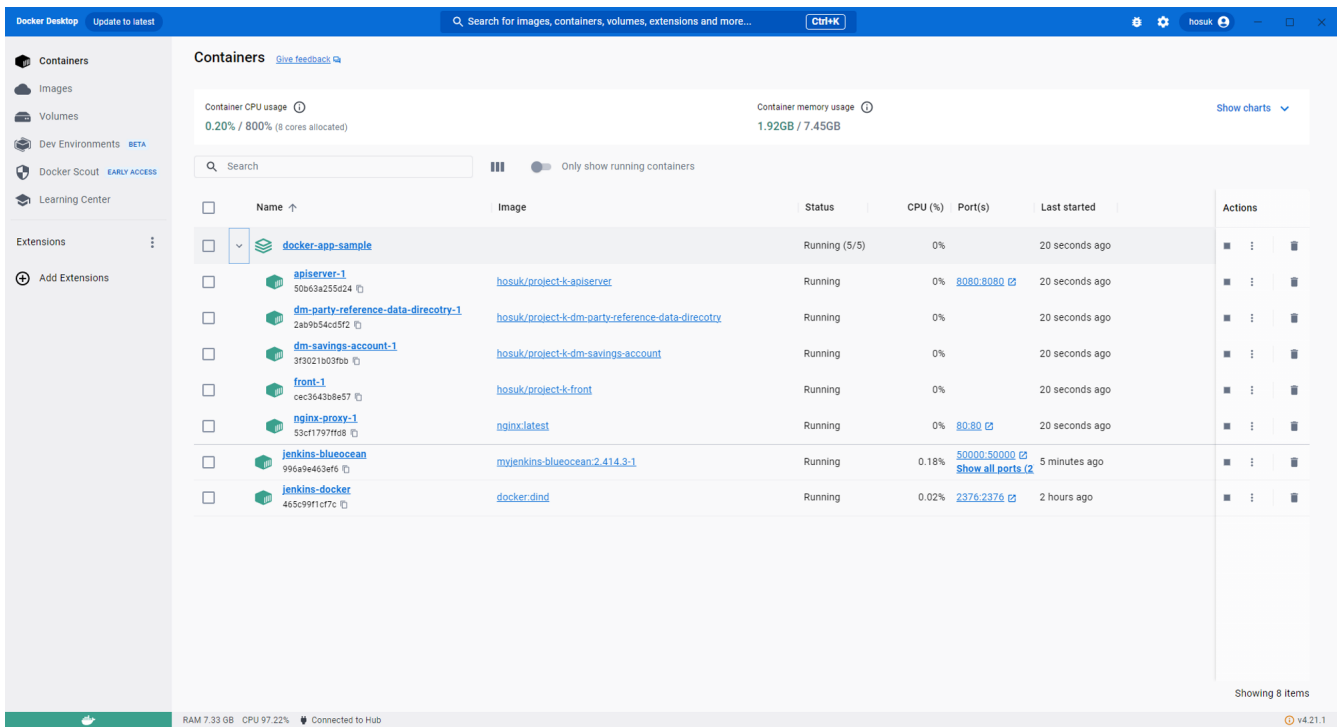 Docker Desktop Update to latest Search for images, containers, volumes, extensions and more... Ctrl+K hosuk
Containers
Images
Volumes
Dev Environments BETA
Docker Scout EARLY ACCESS
Learning Center
Extensions
Add Extensions
Containers Give feedback
Container CPU usage
0.20% / 800% (8 cores allocated)
Container memory usage
1.92GB / 7.45GB
Show charts
Search Only show running containers
Name Image Status CPU (%) Port(s) Last started Actions
docker-app-sample Running (5/5) 0% 20 seconds ago
apiserver-1
50b63a255d24
hosuk/project-k-apiserver Running 0% 8080:8080 20 seconds ago
dm-party-reference-data-direcotry-1
2ab9b54cd5f2
hosuk/project-k-dm-party-reference-data-direcotry Running 0% 20 seconds ago
dm-savings-account-1
3f3021b03fbb
hosuk/project-k-dm-savings-account Running 0% 20 seconds ago
front-1
cec3643b8e57
hosuk/project-k-front Running 0% 20 seconds ago
nginx-proxy-1
53cf1797ffd8
nginx:latest Running 0% 80:80 20 seconds ago
jenkins-blueocean
996a9e463ef6
myjenkins-blueocean:2.414.3-1 Running 0.18% 50000:50000
Show all ports (2 5 minutes ago
jenkins-docker
465c99f1cf7c
docker:dind Running 0.02% 2376:2376 2 hours ago
Showing 8 items
RAM 7.33 GB CPU 97.22% Connected to Hub v4.21.1